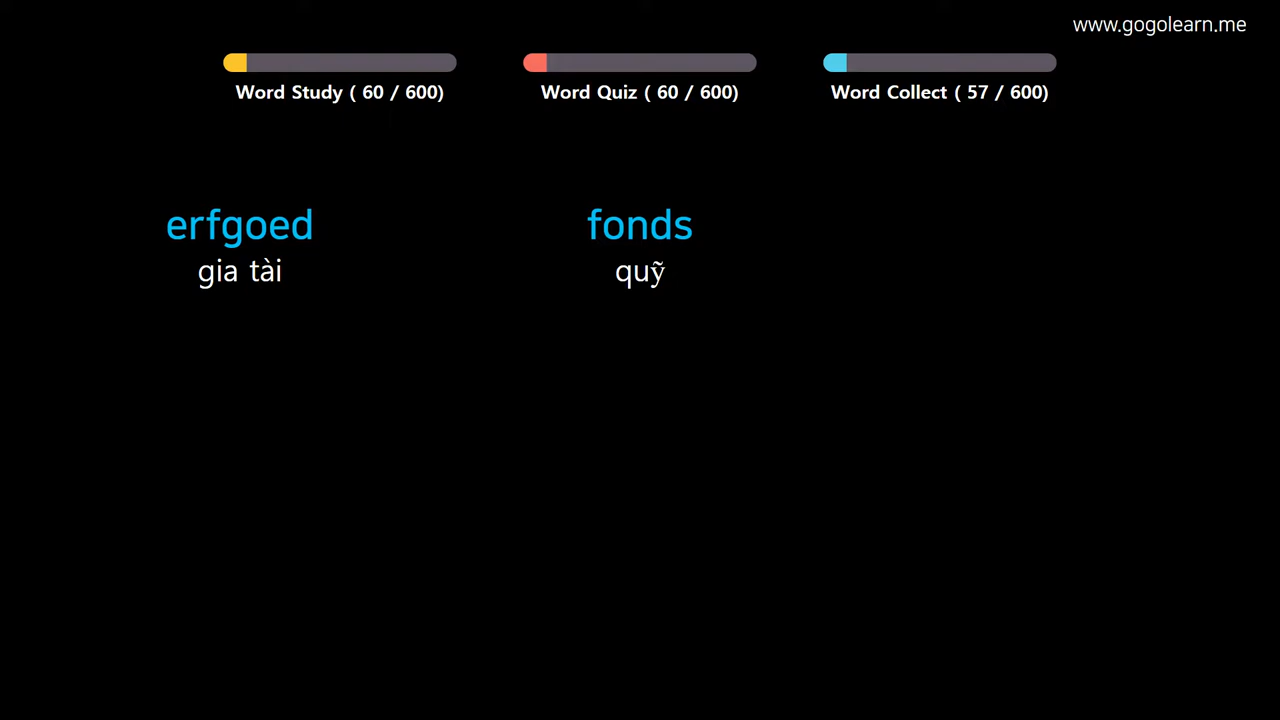 www.gogolearn.me
Word Study ( 60 / 600)
Word Quiz ( 60 / 600)
Word Collect ( 57 / 600)
erfgoed
gia tài
fonds
quỹ